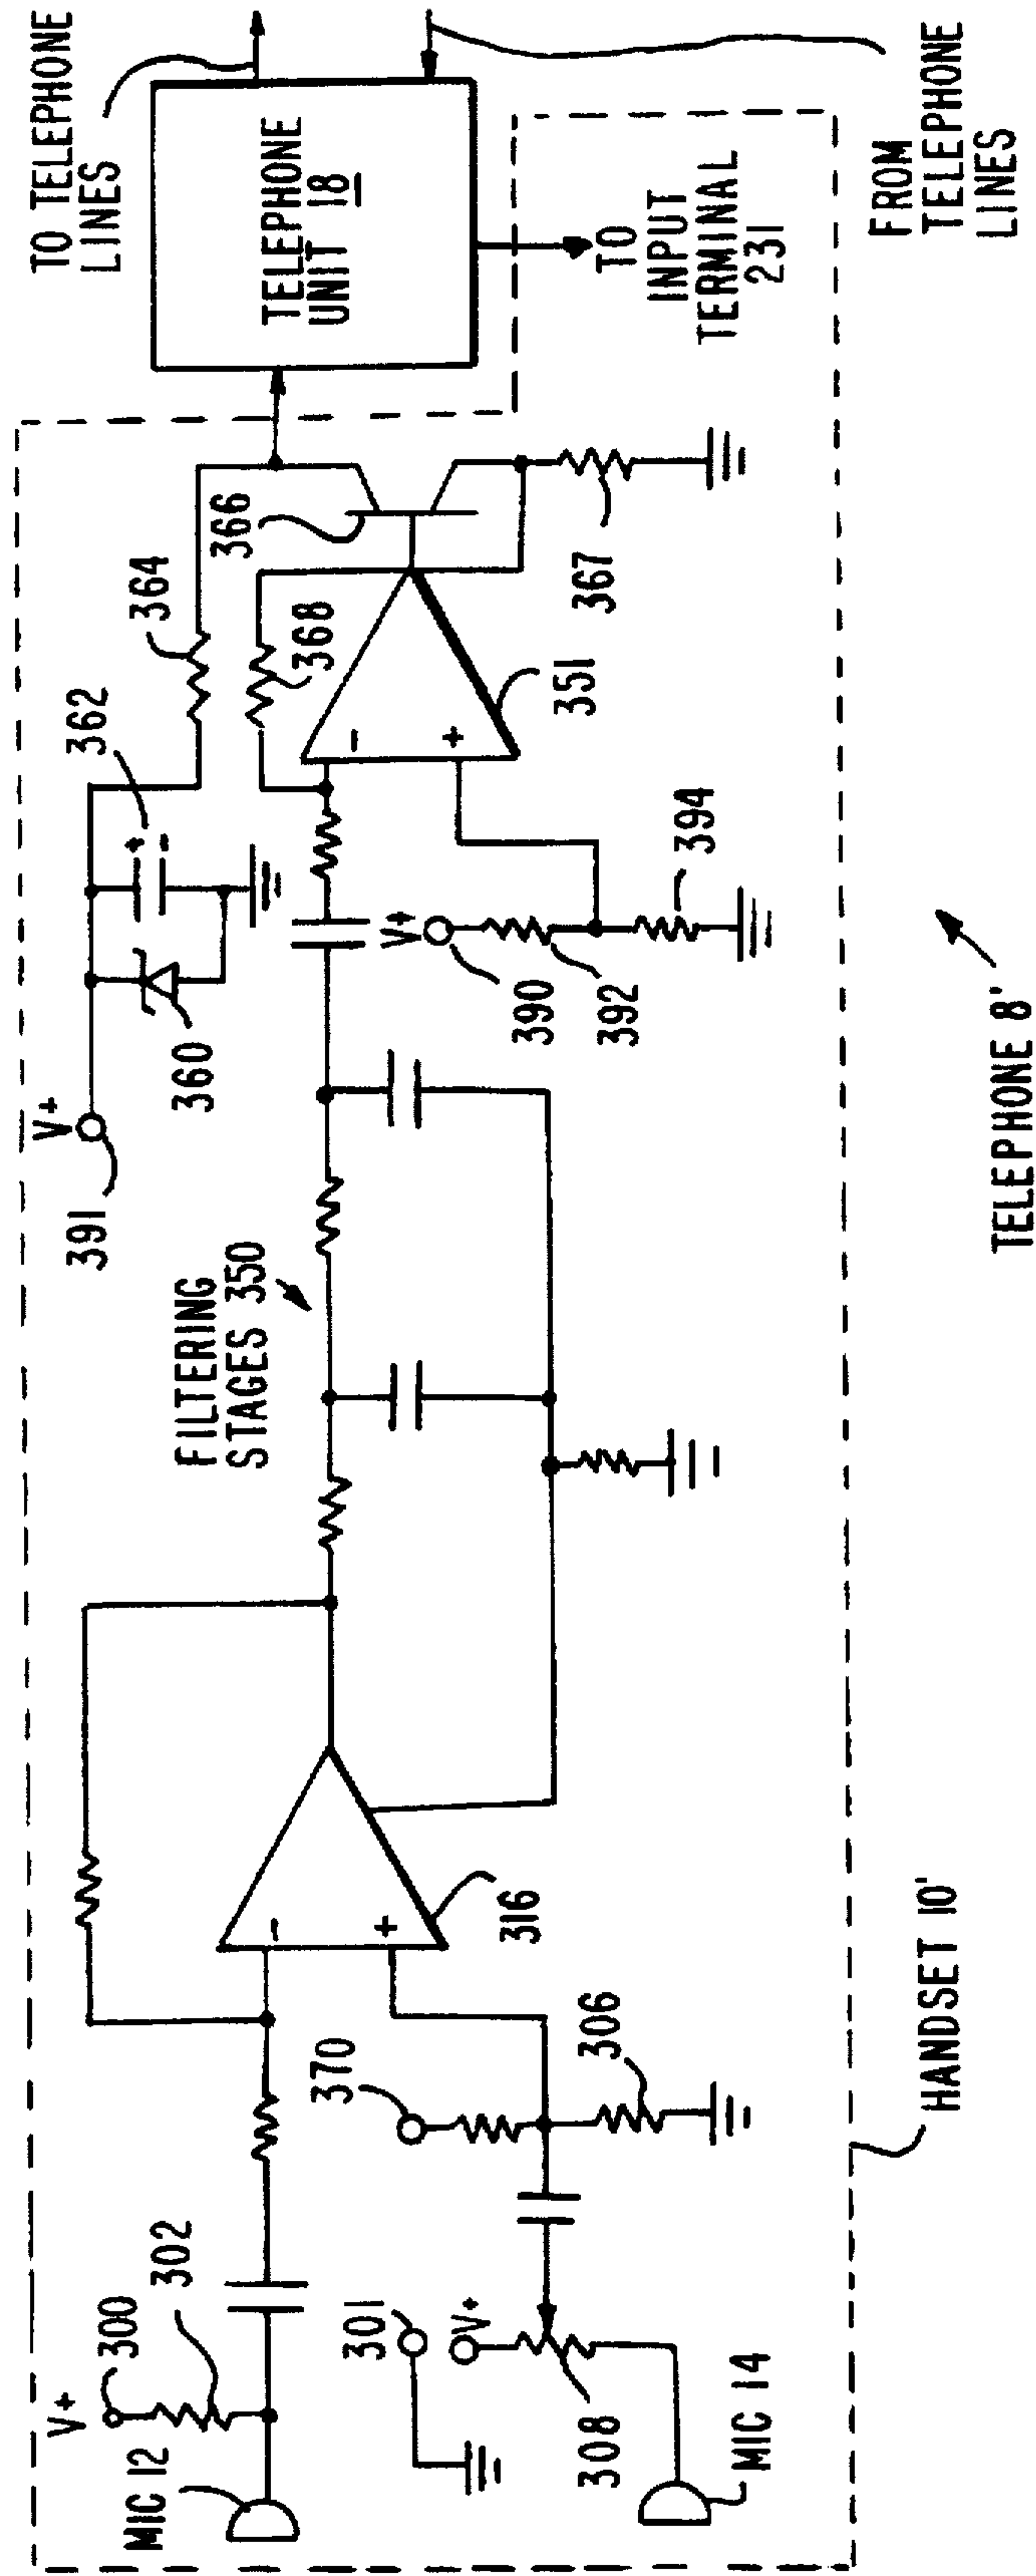 TO TELEPHONE
LINES
TELEPHONE
UNIT 18
TO
INPUT
TERMINAL
231
FROM
TELEPHONE
LINES
V+
391
360
362
+
-
364
366
368
367
-
+
351
V+
390
392
394
FILTERING
STAGES 350
-
+
316
V+
300
302
MIC 12
301
V+
308
MIC 14
370
306
HANDSET 10'
TELEPHONE 8'